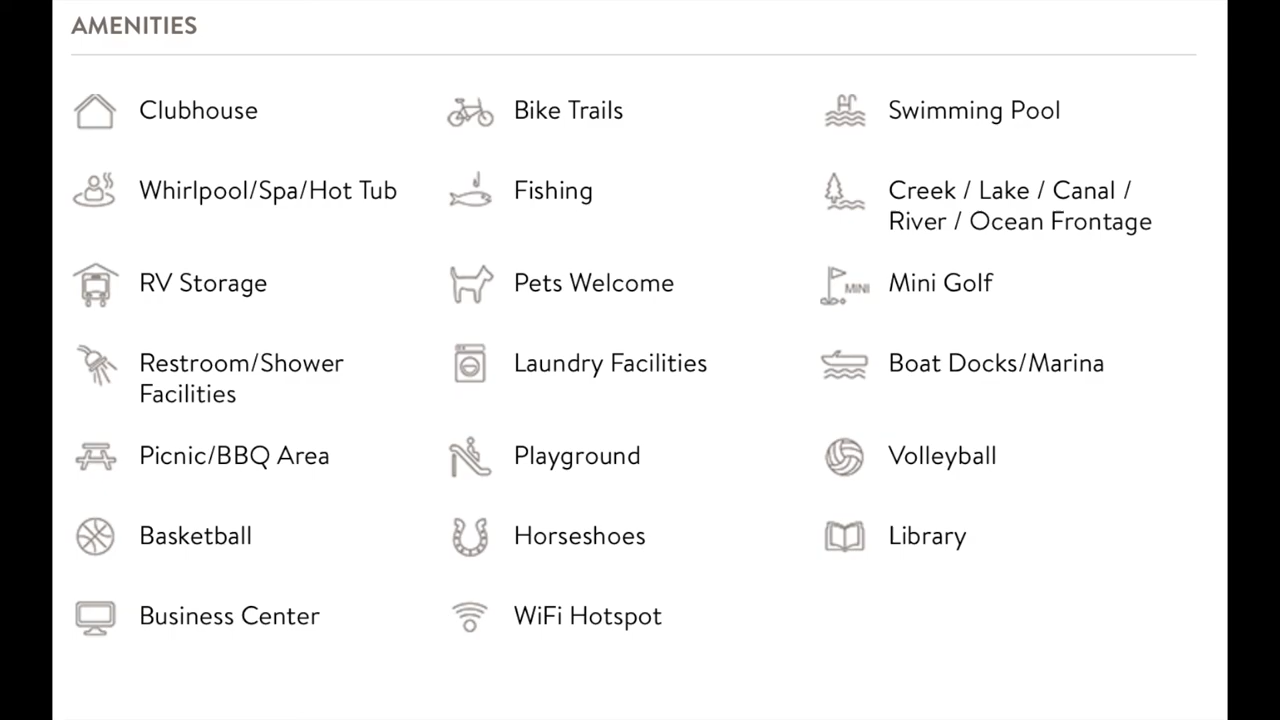 AMENITIES
Clubhouse
Bike Trails
Swimming Pool
Whirlpool/Spa/Hot Tub
Fishing
Creek / Lake / Canal /
River / Ocean Frontage
RV Storage
Pets Welcome
MINI
Mini Golf
Restroom/Shower
Facilities
Laundry Facilities
Boat Docks/Marina
Picnic/BBQ Area
Playground
Volleyball
Basketball
Horseshoes
Library
Business Center
WiFi Hotspot